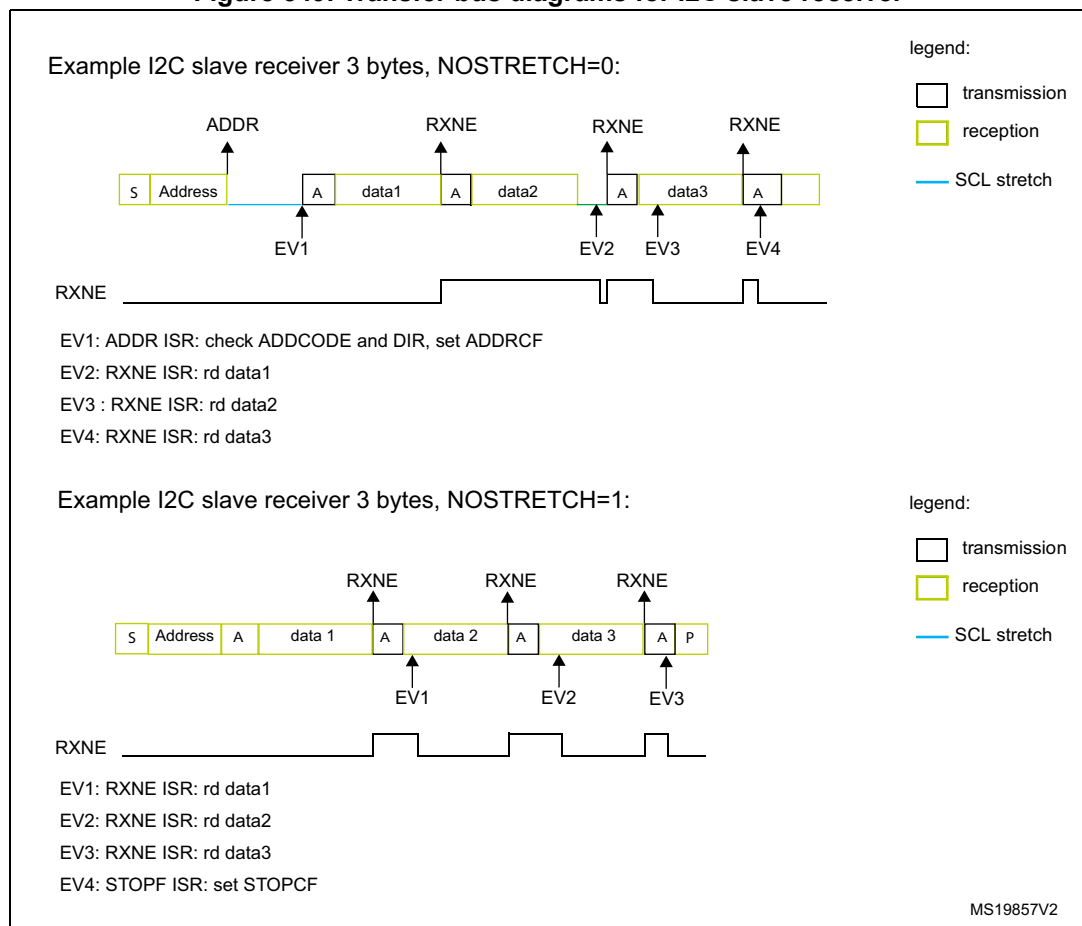 Example I2C slave receiver 3 bytes, NOSTRETCH=0:
legend:
transmission
reception
SCL stretch
ADDR RXNE RXNE RXNE
S Address A data1 A data2 A data3 A
EV1 EV2 EV3 EV4
RXNE
EV1: ADDR ISR: check ADDCODE and DIR, set ADDRCF
EV2: RXNE ISR: rd data1
EV3 : RXNE ISR: rd data2
EV4: RXNE ISR: rd data3
Example I2C slave receiver 3 bytes, NOSTRETCH=1:
legend:
transmission
reception
SCL stretch
RXNE RXNE RXNE
S Address A data 1 A data 2 A data 3 A P
EV1 EV2 EV3
RXNE
EV1: RXNE ISR: rd data1
EV2: RXNE ISR: rd data2
EV3: RXNE ISR: rd data3
EV4: STOPF ISR: set STOPCF
MS19857V2